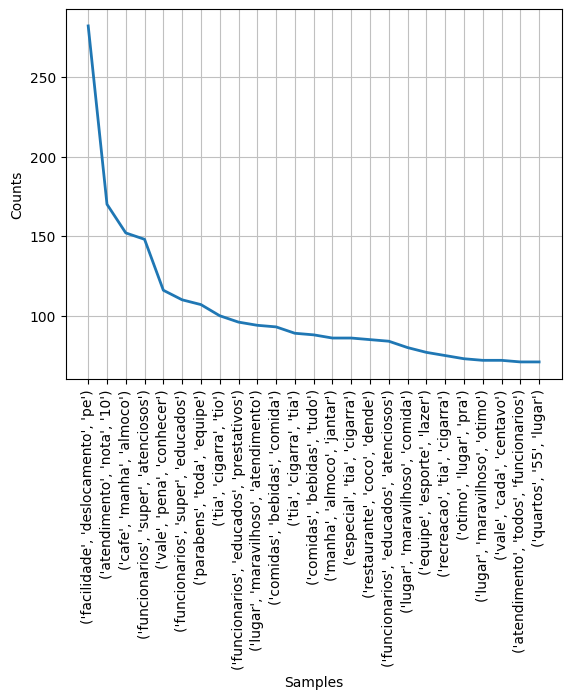 250
200
150
100
Counts
('facilidade', 'deslocamento', 'pe')
('atendimento', 'nota', '10')
('cafe', 'manha', 'almoco')
('funcionarios', 'super', 'atenciosos')
('vale', 'pena', 'conhecer')
('funcionarios', 'super', 'educados')
('parabens', 'toda', 'equipe')
('tia', 'cigarra', 'tio')
('funcionarios', 'educados', 'prestativos')
('lugar', 'maravilhoso', 'atendimento')
('comidas', 'bebidas', 'comida')
('tia', 'cigarra', 'tia')
('comidas', 'bebidas', 'tudo')
('manha', 'almoco', 'jantar')
('especial', 'tia', 'cigarra')
('restaurante', 'coco', 'dende')
('funcionarios', 'educados', 'atenciosos')
('lugar', 'maravilhoso', 'comida')
('equipe', 'esporte', 'lazer')
('recreacao', 'tia', 'cigarra')
('otimo', 'lugar', 'pra')
('lugar', 'maravilhoso', 'otimo')
('vale', 'cada', 'centavo')
('atendimento', 'todos', 'funcionarios')
('quartos', '55', 'lugar')
Samples